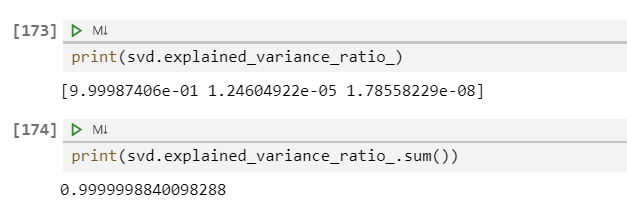 [173] M↓
print(svd.explained_variance_ratio_)
[9.99987406e-01 1.24604922e-05 1.78558229e-08]
[174] M↓
print(svd.explained_variance_ratio_.sum())
0.9999998840098288